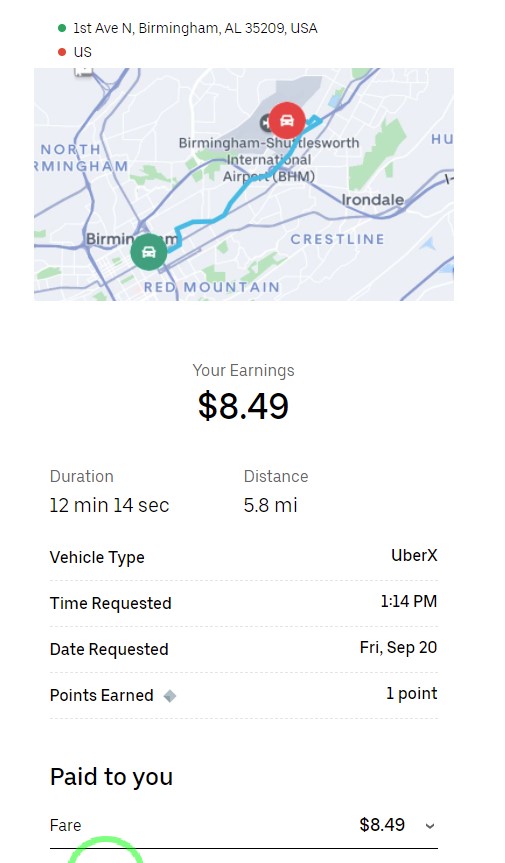 1st Ave N, Birmingham, AL 35209, USA
US
NORTH
Birmingham-Shuttlesworth
International
Airport (BHM)
HU
Irondale
CRESTLINE
RED MOUNTAIN
Your Earnings
$8.49
Duration
Distance
12 min 14 sec
5.8 mi
Vehicle Type
UberX
Time Requested
1:14 PM
Date Requested
Fri, Sep 20
Points Earned
1 point
Paid to you
Fare
$8.49